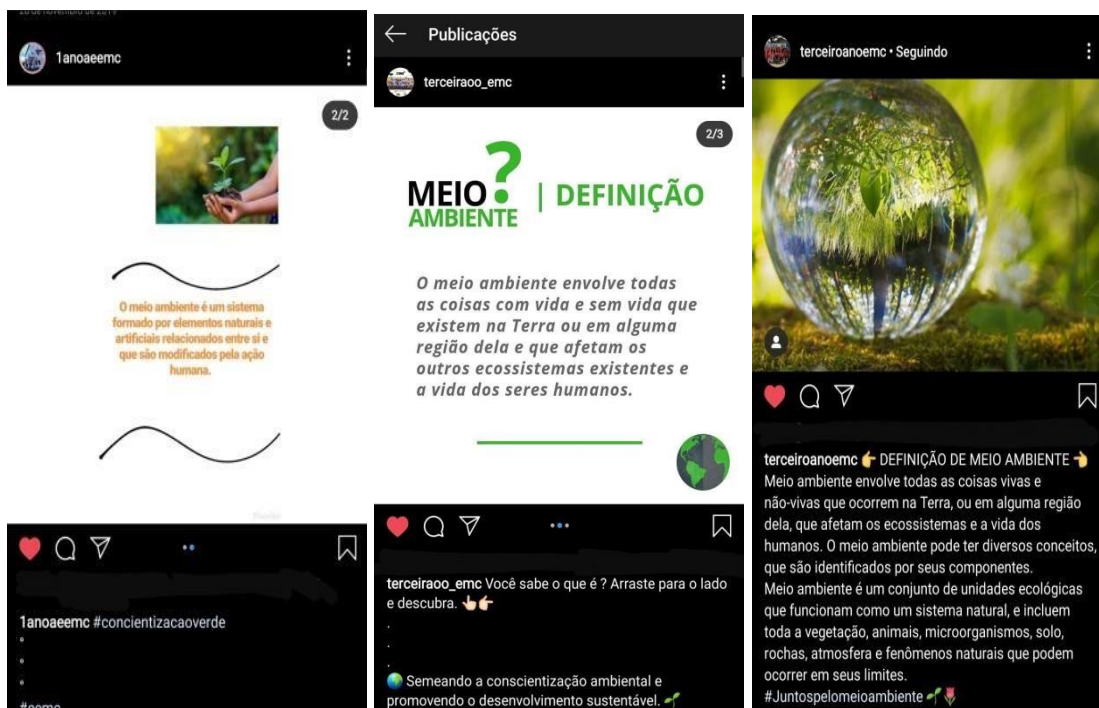 28 de novembro de 2019
1anoaeemc
2/2
O meio ambiente é um sistema
formado por elementos naturais e
artificiais relacionados entre si e
que são modificados pela ação
humana.
1anoaeemc #concientizacaoverde
Publicações
terceiraoo_emc
2/3
MEIO?
AMBIENTE
| DEFINIÇÃO
O meio ambiente envolve todas
as coisas com vida e sem vida que
existem na Terra ou em alguma
região dela e que afetam os
outros ecossistemas existentes e
a vida dos seres humanos.
terceiraoo_emc Você sabe o que é ? Arraste para o lado
e descubra. 👆👉
.
.
.
🌎 Semeando a conscientização ambiental e
promovendo o desenvolvimento sustentável. 🌱
terceiroanoemc • Seguindo
terceiroanoemc 👉 DEFINIÇÃO DE MEIO AMBIENTE 👈
Meio ambiente envolve todas as coisas vivas e
não-vivas que ocorrem na Terra, ou em alguma região
dela, que afetam os ecossistemas e a vida dos
humanos. O meio ambiente pode ter diversos conceitos,
que são identificados por seus componentes.
Meio ambiente é um conjunto de unidades ecológicas
que funcionam como um sistema natural, e incluem
toda a vegetação, animais, microorganismos, solo,
rochas, atmosfera e fenômenos naturais que podem
ocorrer em seus limites.
#Juntospelomeioambiente 🌱🌷